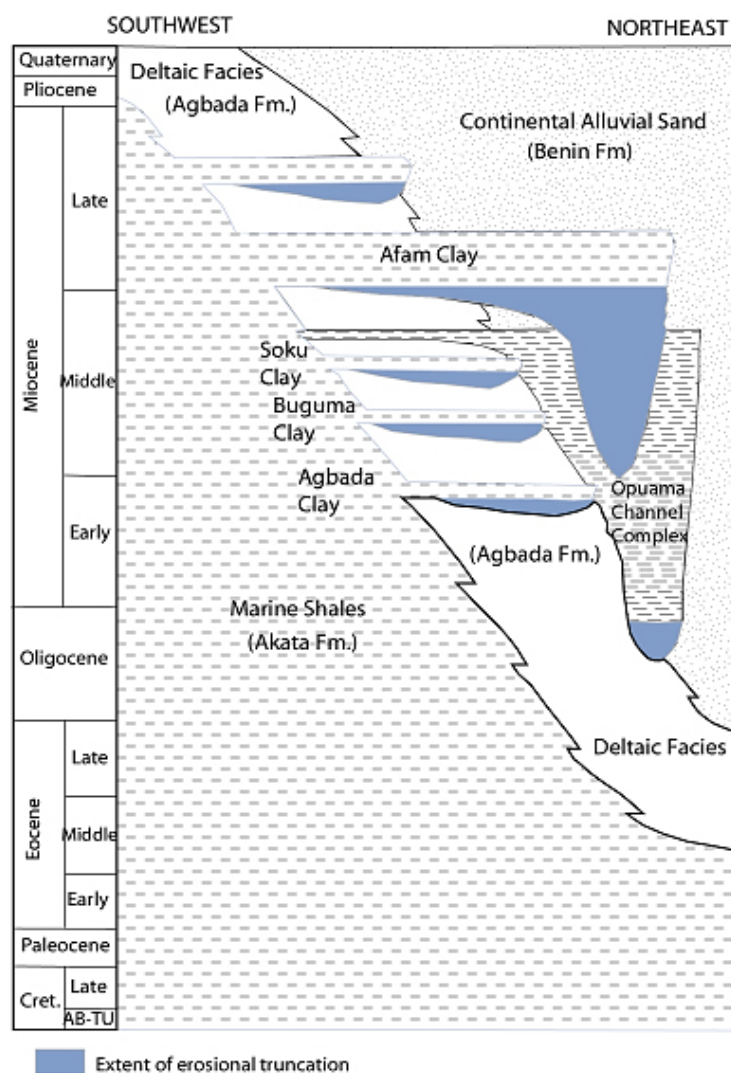 SOUTHWEST
NORTHEAST
Quaternary
Pliocene
Miocene
Late
Middle
Early
Oligocene
Eocene
Late
Middle
Early
Paleocene
Cret.
Late
AB-TU
Deltaic Facies
(Agbada Fm.)
Continental Alluvial Sand
(Benin Fm)
Afam Clay
Soku
Clay
Buguma
Clay
Agbada
Clay
Opuama
Channel
Complex
(Agbada Fm.)
Marine Shales
(Akata Fm.)
Deltaic Facies
Extent of erosional truncation